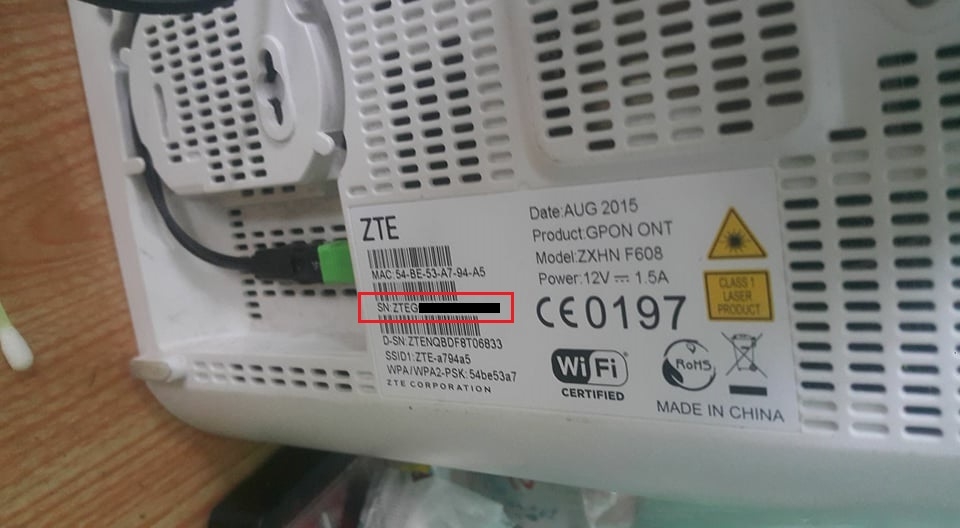 ZTE
MAC:54-BE-53-A7-94-A5
SN:ZTEG
D-SN:ZTENQBDF8T06833
SSID1:ZTE-a794a5
WPA/WPA2-PSK:54be53a7
ZTE CORPORATION
Date:AUG 2015
Product:GPON ONT
Model:ZXHN F608
Power:12V 1.5A
CE0197
CLASS 1
LASER
PRODUCT
WiFi
CERTIFIED
RoHS
MADE IN CHINA